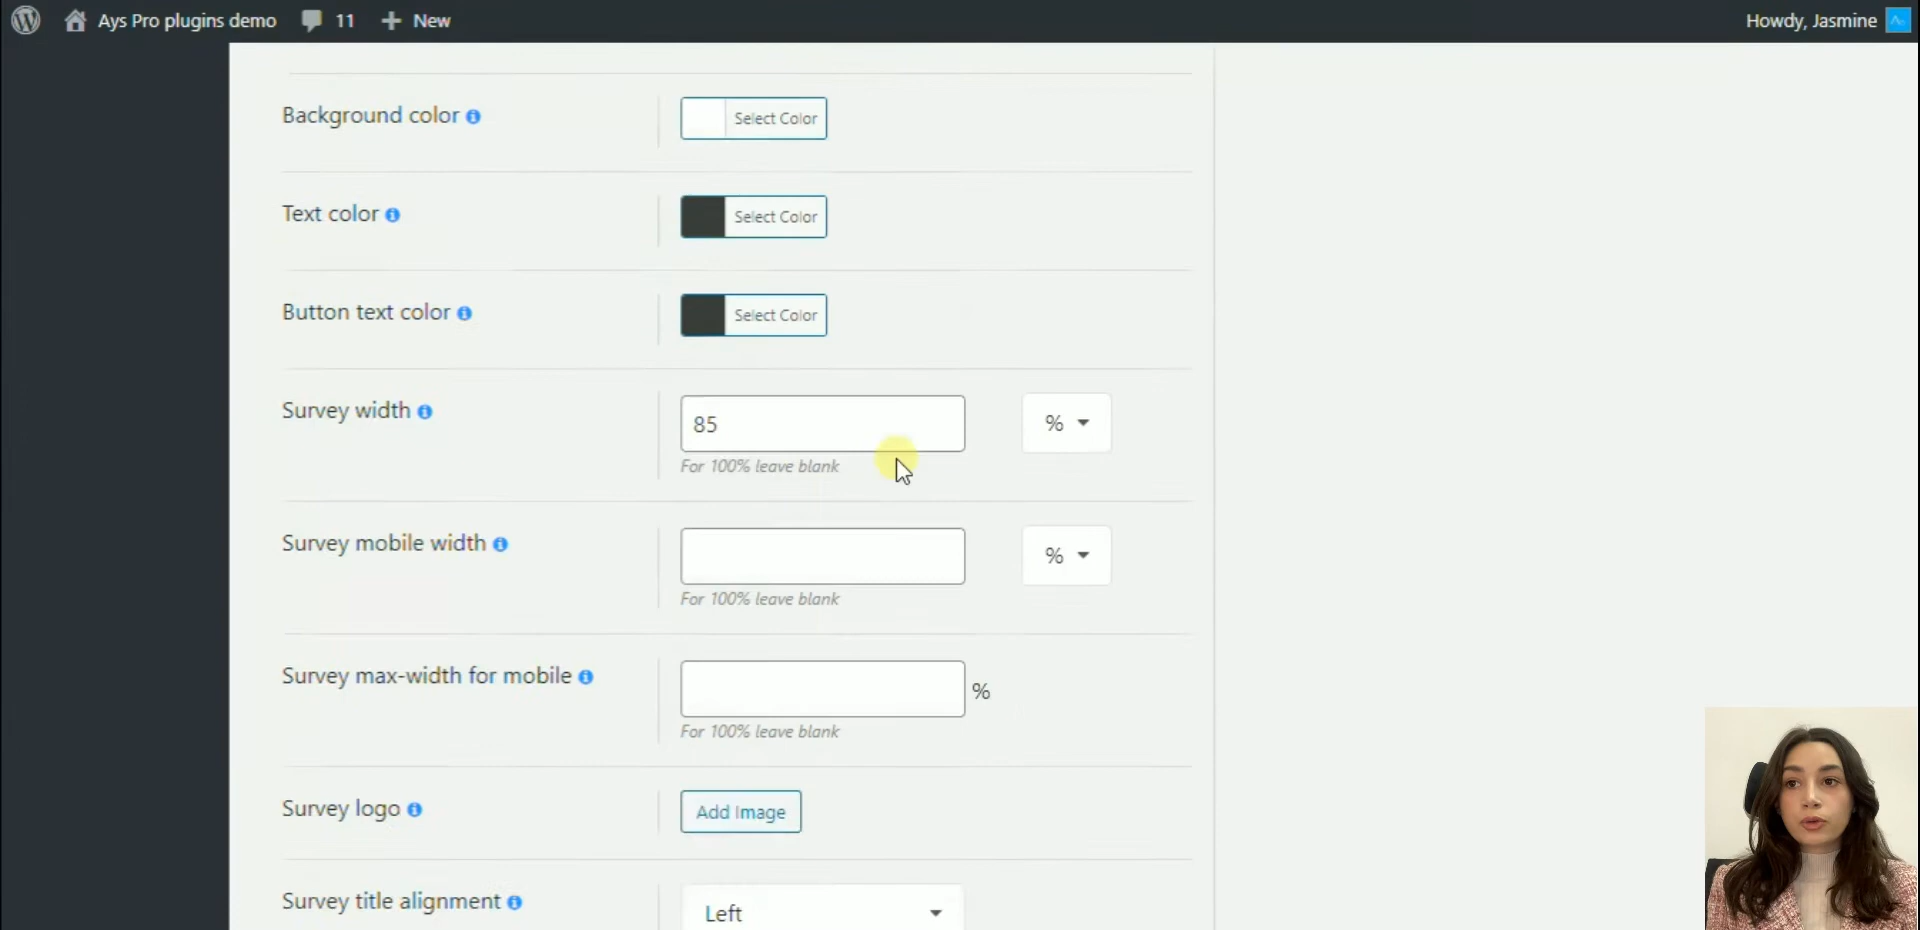 Ays Pro plugins demo 11 New Howdy, Jasmine
Background color Select Color
Text color Select Color
Button text color Select Color
Survey width 85 %
For 100% leave blank
Survey mobile width %
For 100% leave blank
Survey max-width for mobile %
For 100% leave blank
Survey logo Add Image
Survey title alignment Left